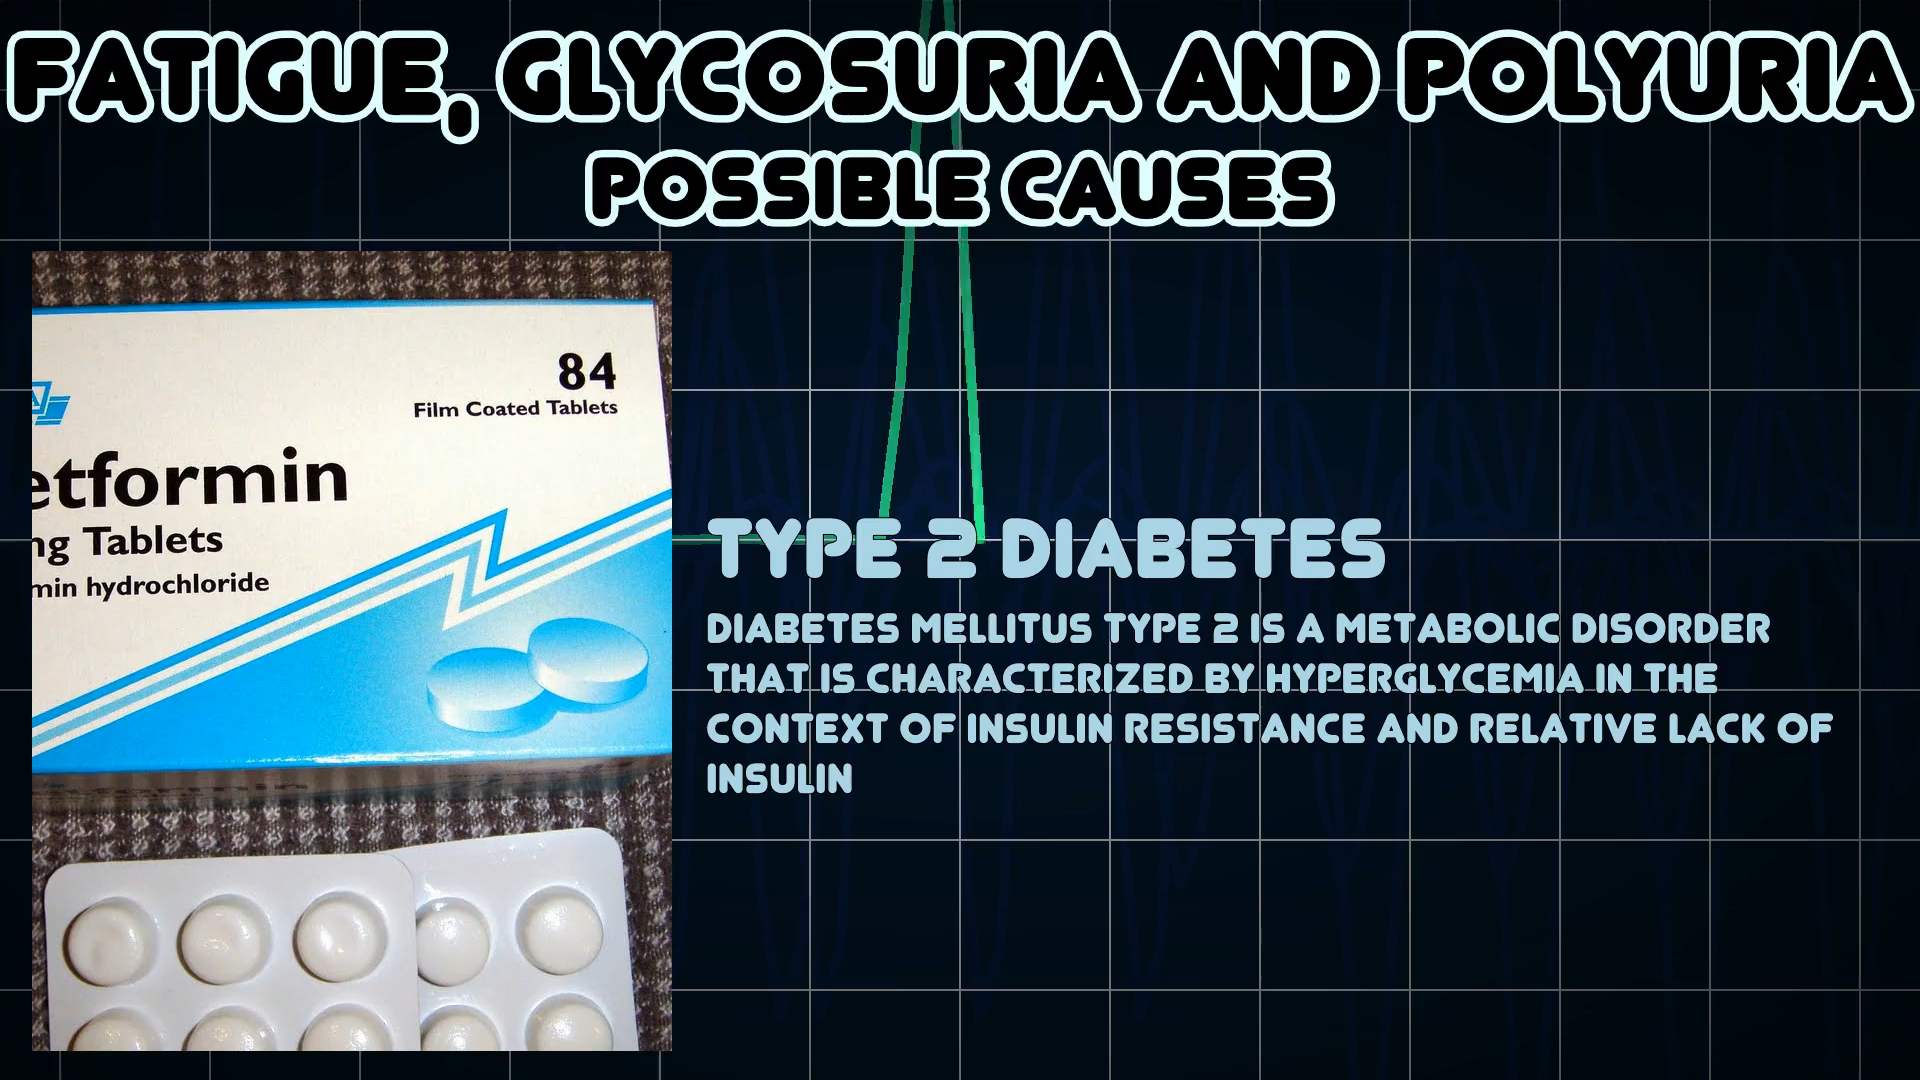 FATIGUE, GLYCOSURIA AND POLYURIA
POSSIBLE CAUSES
84
Film Coated Tablets
etformin
ng Tablets
min hydrochloride
TYPE 2 DIABETES
DIABETES MELLITUS TYPE 2 IS A METABOLIC DISORDER
THAT IS CHARACTERIZED BY HYPERGLYCEMIA IN THE
CONTEXT OF INSULIN RESISTANCE AND RELATIVE LACK OF
INSULIN